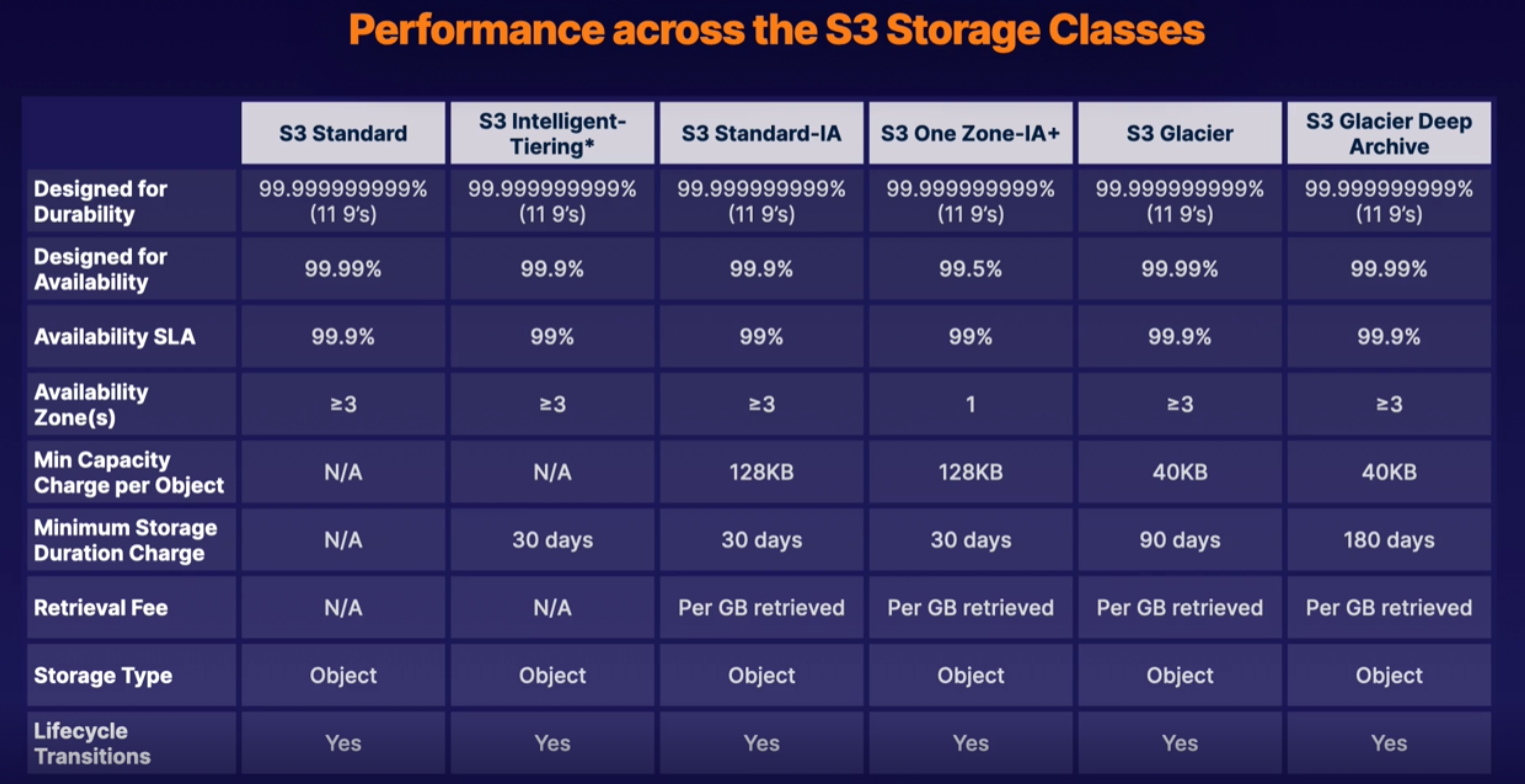 Performance across the S3 Storage Classes
S3 Standard
S3 Intelligent-
Tiering*
S3 Standard-IA
S3 One Zone-IA+
S3 Glacier
S3 Glacier Deep
Archive
Designed for
Durability
99.999999999%
(11 9’s)
99.999999999%
(11 9’s)
99.999999999%
(11 9’s)
99.999999999%
(11 9’s)
99.999999999%
(11 9’s)
99.999999999%
(11 9’s)
Designed for
Availability
99.99%
99.9%
99.9%
99.5%
99.99%
99.99%
Availability SLA
99.9%
99%
99%
99%
99.9%
99.9%
Availability
Zone(s)
≥3
≥3
≥3
1
≥3
≥3
Min Capacity
Charge per Object
N/A
N/A
128KB
128KB
40KB
40KB
Minimum Storage
Duration Charge
N/A
30 days
30 days
30 days
90 days
180 days
Retrieval Fee
N/A
N/A
Per GB retrieved
Per GB retrieved
Per GB retrieved
Per GB retrieved
Storage Type
Object
Object
Object
Object
Object
Object
Lifecycle
Transitions
Yes
Yes
Yes
Yes
Yes
Yes